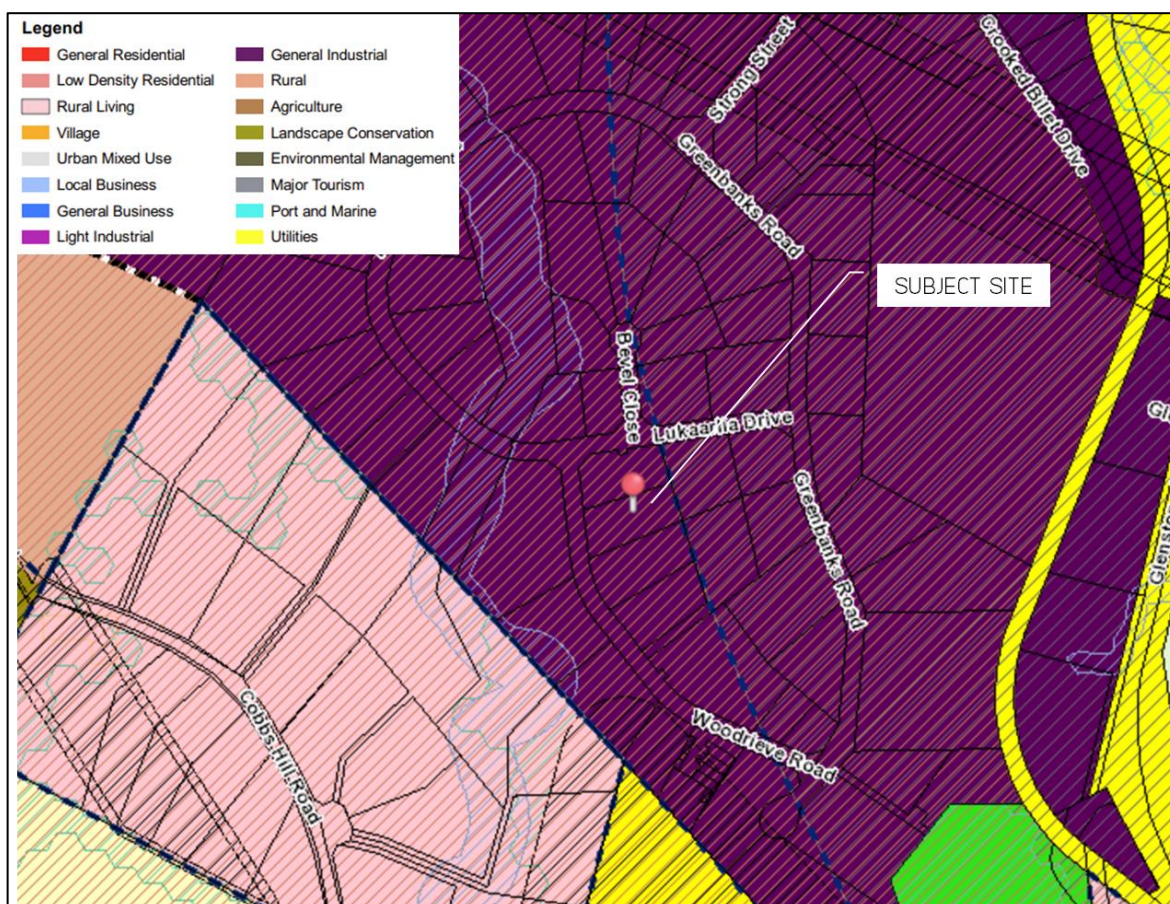 Legend
General Residential
Low Density Residential
Rural Living
Village
Urban Mixed Use
Local Business
General Business
Light Industrial
General Industrial
Rural
Agriculture
Landscape Conservation
Environmental Management
Major Tourism
Port and Marine
Utilities
Strong Street
Crooked Billet Drive
Greenbanks Road
SUBJECT SITE
Bevel Close
Lukaarlia Drive
Greenbanks Road
Woodrieve Road
Cobbs Hill Road